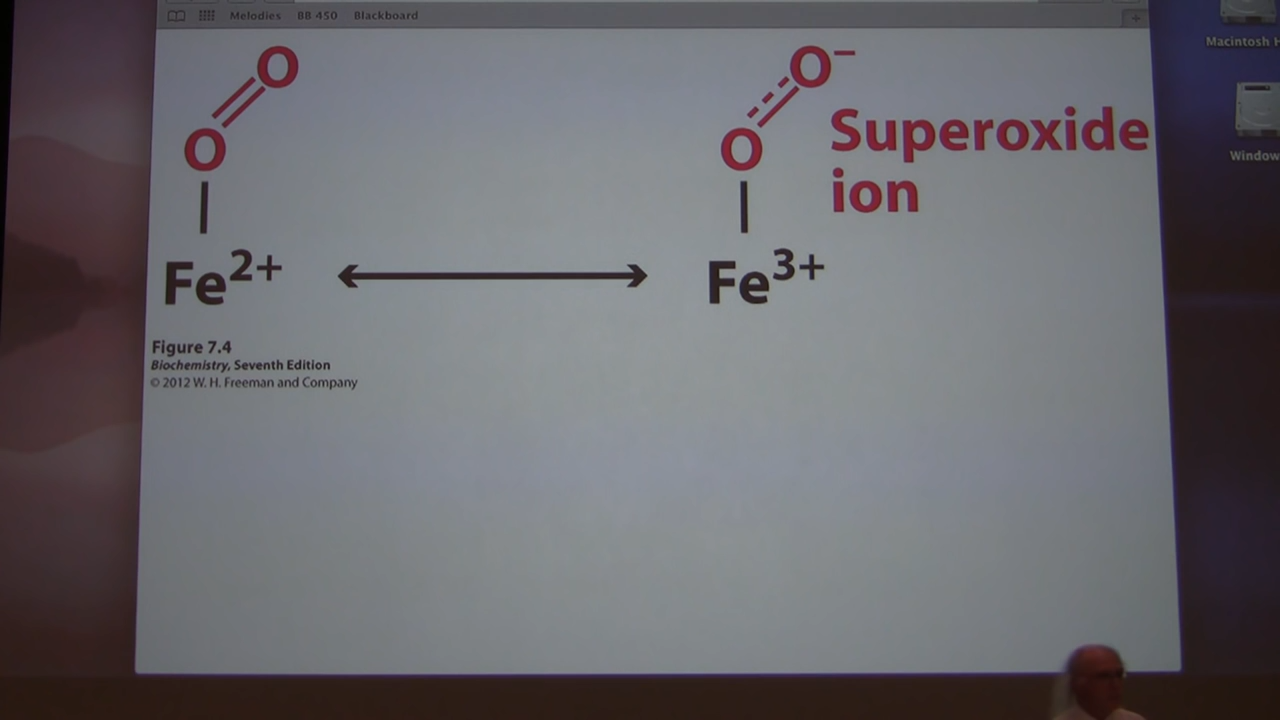 Melodies BB 450 Blackboard
Macintosh H
Window
O
O
Fe2+
O−
O
Superoxide
ion
Fe3+
Figure 7.4
Biochemistry, Seventh Edition
© 2012 W. H. Freeman and Company